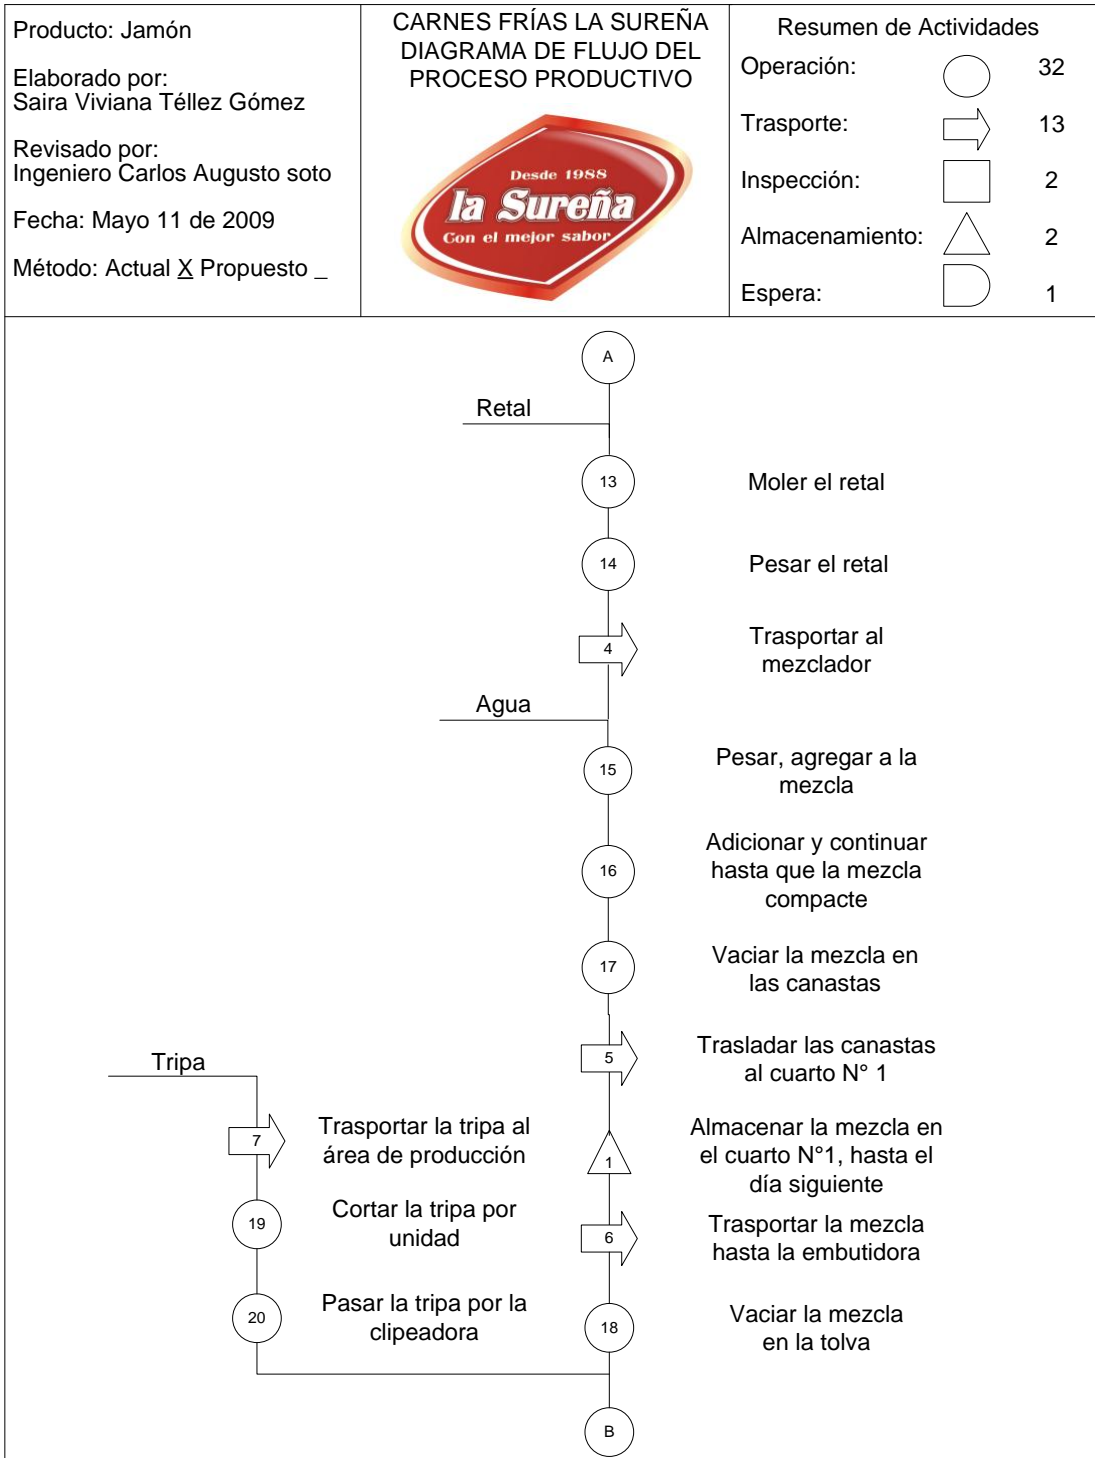 Producto: Jamón
Elaborado por:
Saira Viviana Téllez Gómez
Revisado por:
Ingeniero Carlos Augusto soto
Fecha: Mayo 11 de 2009
Método: Actual X Propuesto _
CARNES FRÍAS LA SUREÑA
DIAGRAMA DE FLUJO DEL
PROCESO PRODUCTIVO
Desde 1988
la Sureña
Con el mejor sabor
Resumen de Actividades
Operación: 32
Trasporte: 13
Inspección: 2
Almacenamiento: 2
Espera: 1
A
Retal
13 Moler el retal
14 Pesar el retal
4 Trasportar al
mezclador
Agua
15 Pesar, agregar a la
mezcla
16 Adicionar y continuar
hasta que la mezcla
compacte
17 Vaciar la mezcla en
las canastas
5 Trasladar las canastas
al cuarto N° 1
1 Almacenar la mezcla en
el cuarto N°1, hasta el
día siguiente
6 Trasportar la mezcla
hasta la embutidora
18 Vaciar la mezcla
en la tolva
Tripa
7 Trasportar la tripa al
área de producción
19 Cortar la tripa por
unidad
20 Pasar la tripa por la
clipeadora
B